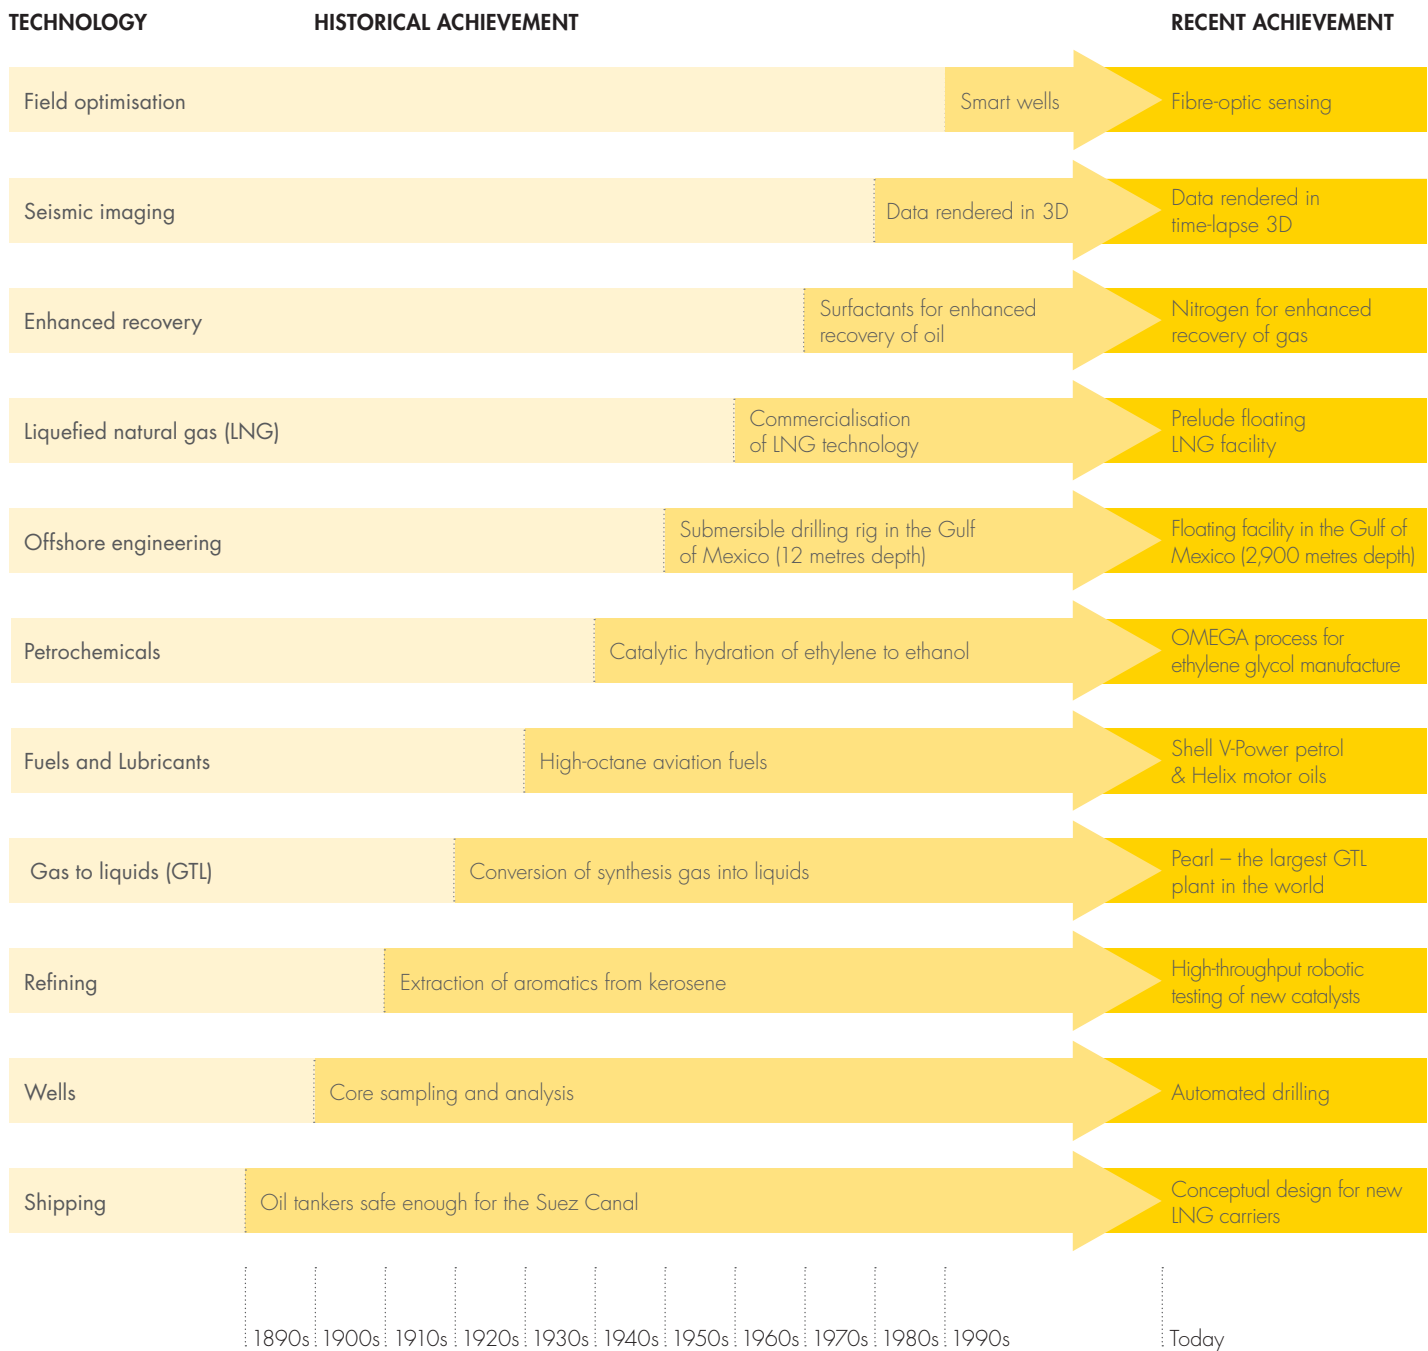 TECHNOLOGY HISTORICAL ACHIEVEMENT RECENT ACHIEVEMENT
Field optimisation Smart wells Fibre-optic sensing
Seismic imaging Data rendered in 3D Data rendered in
time-lapse 3D
Enhanced recovery Surfactants for enhanced
recovery of oil
Nitrogen for enhanced
recovery of gas
Liquefied natural gas (LNG) Commercialisation
of LNG technology
Prelude floating
LNG facility
Offshore engineering Submersible drilling rig in the Gulf
of Mexico (12 metres depth)
Floating facility in the Gulf of
Mexico (2,900 metres depth)
Petrochemicals Catalytic hydration of ethylene to ethanol OMEGA process for
ethylene glycol manufacture
Fuels and Lubricants High-octane aviation fuels Shell V-Power petrol
& Helix motor oils
Gas to liquids (GTL) Conversion of synthesis gas into liquids Pearl – the largest GTL
plant in the world
Refining Extraction of aromatics from kerosene High-throughput robotic
testing of new catalysts
Wells Core sampling and analysis Automated drilling
Shipping Oil tankers safe enough for the Suez Canal Conceptual design for new
LNG carriers
1890s 1900s 1910s 1920s 1930s 1940s 1950s 1960s 1970s 1980s 1990s Today